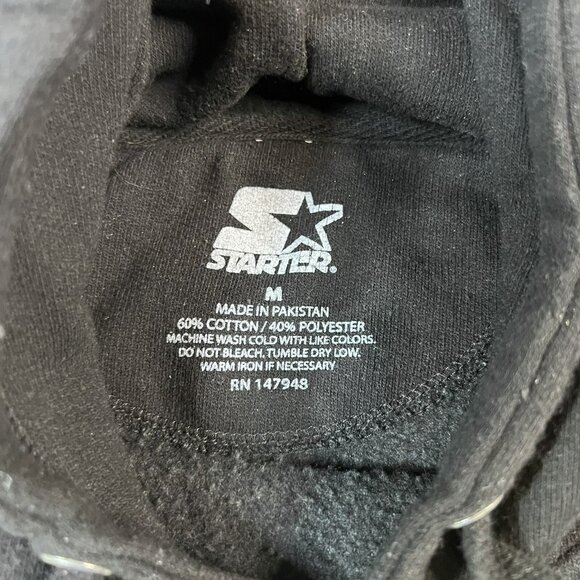 STARTER®
M
MADE IN PAKISTAN
60% COTTON / 40% POLYESTER
MACHINE WASH COLD WITH LIKE COLORS.
DO NOT BLEACH. TUMBLE DRY LOW.
WARM IRON IF NECESSARY
RN 147948